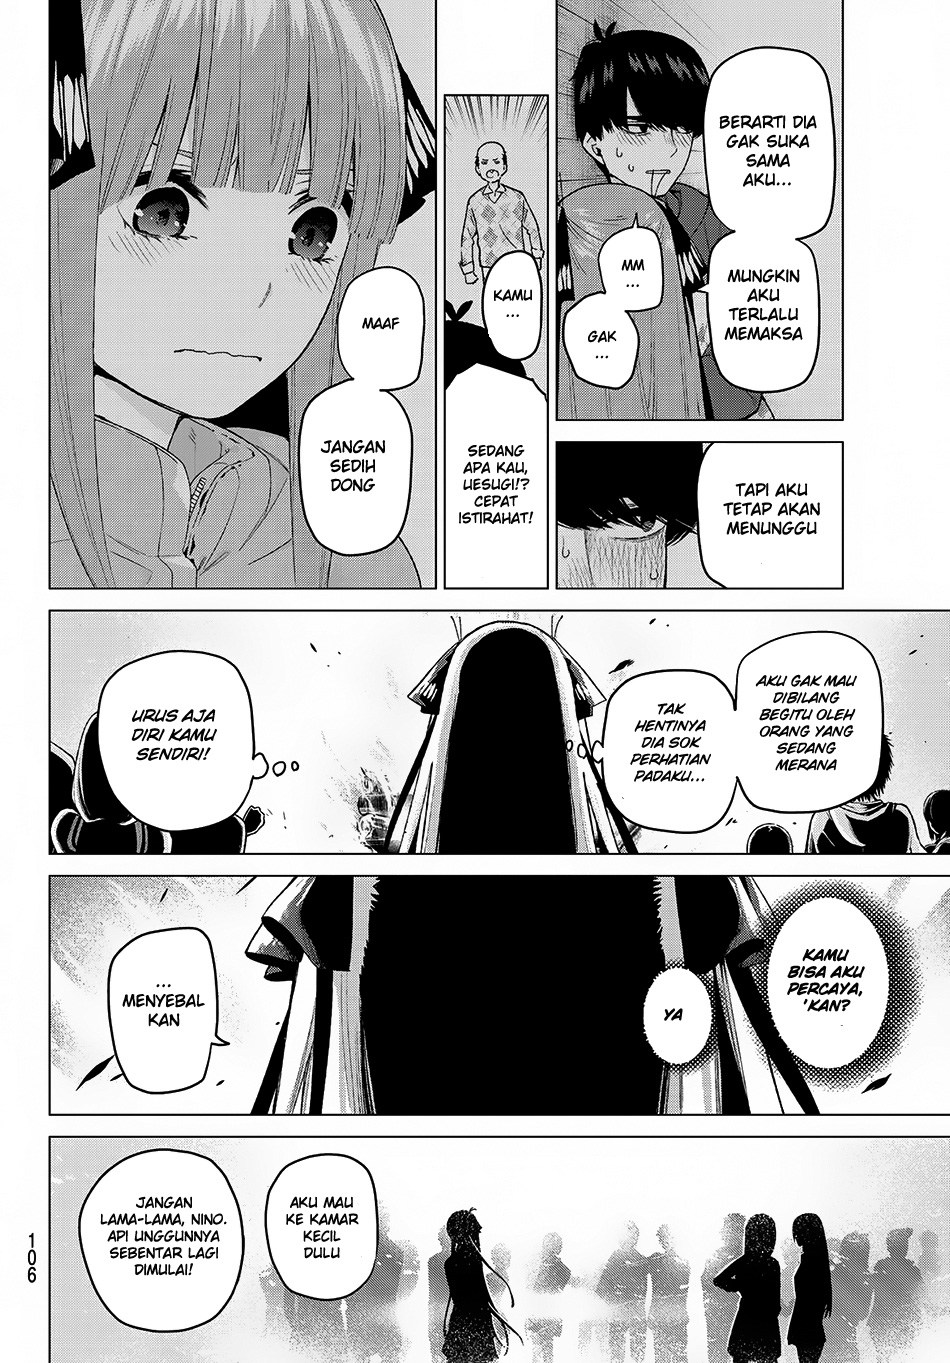 BERARTI DIA
GAK SUKA
SAMA
AKU...
MUNGKIN
AKU
TERLALU
MEMAKSA
MM
...
GAK
...
TAPI AKU
TETAP AKAN
MENUNGGU
KAMU
...
SEDANG
APA KAU,
UESUGI!?
CEPAT
ISTIRAHAT!
MAAF
JANGAN
SEDIH
DONG
AKU GAK MAU
DIBILANG
BEGITU OLEH
ORANG YANG
SEDANG
MERANA
TAK
HENTINYA
DIA SOK
PERHATIAN
PADAKU...
URUS AJA
DIRI KAMU
SENDIRI!
KAMU
BISA AKU
PERCAYA,
'KAN?
YA
...
MENYEBAL
KAN
AKU MAU
KE KAMAR
KECIL
DULU
JANGAN
LAMA-LAMA, NINO.
API UNGGUNNYA
SEBENTAR LAGI
DIMULAI!
106